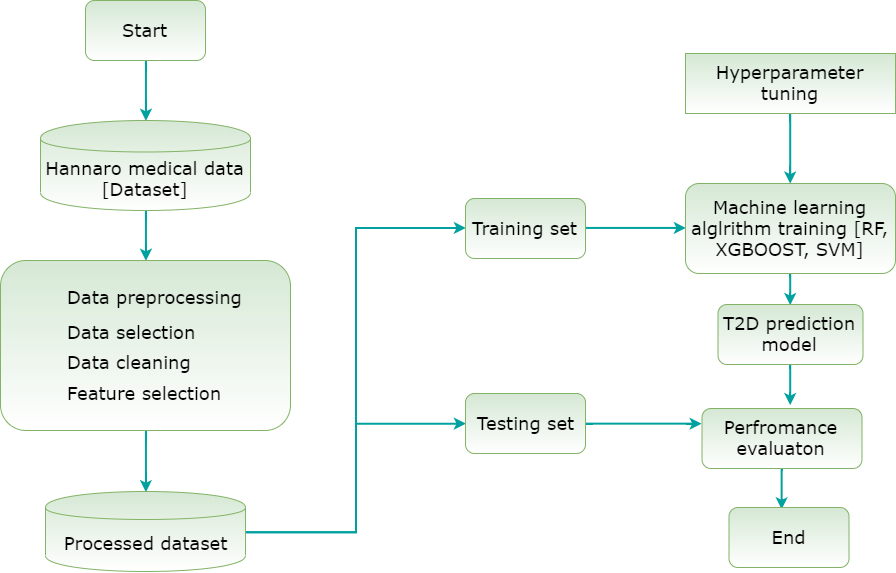 Start
Hannaro medical data
[Dataset]
Data preprocessing
Data selection
Data cleaning
Feature selection
Processed dataset
Training set
Testing set
Hyperparameter
tuning
Machine learning
alglrithm training [RF,
XGBOOST, SVM]
T2D prediction
model
Perfromance
evaluaton
End